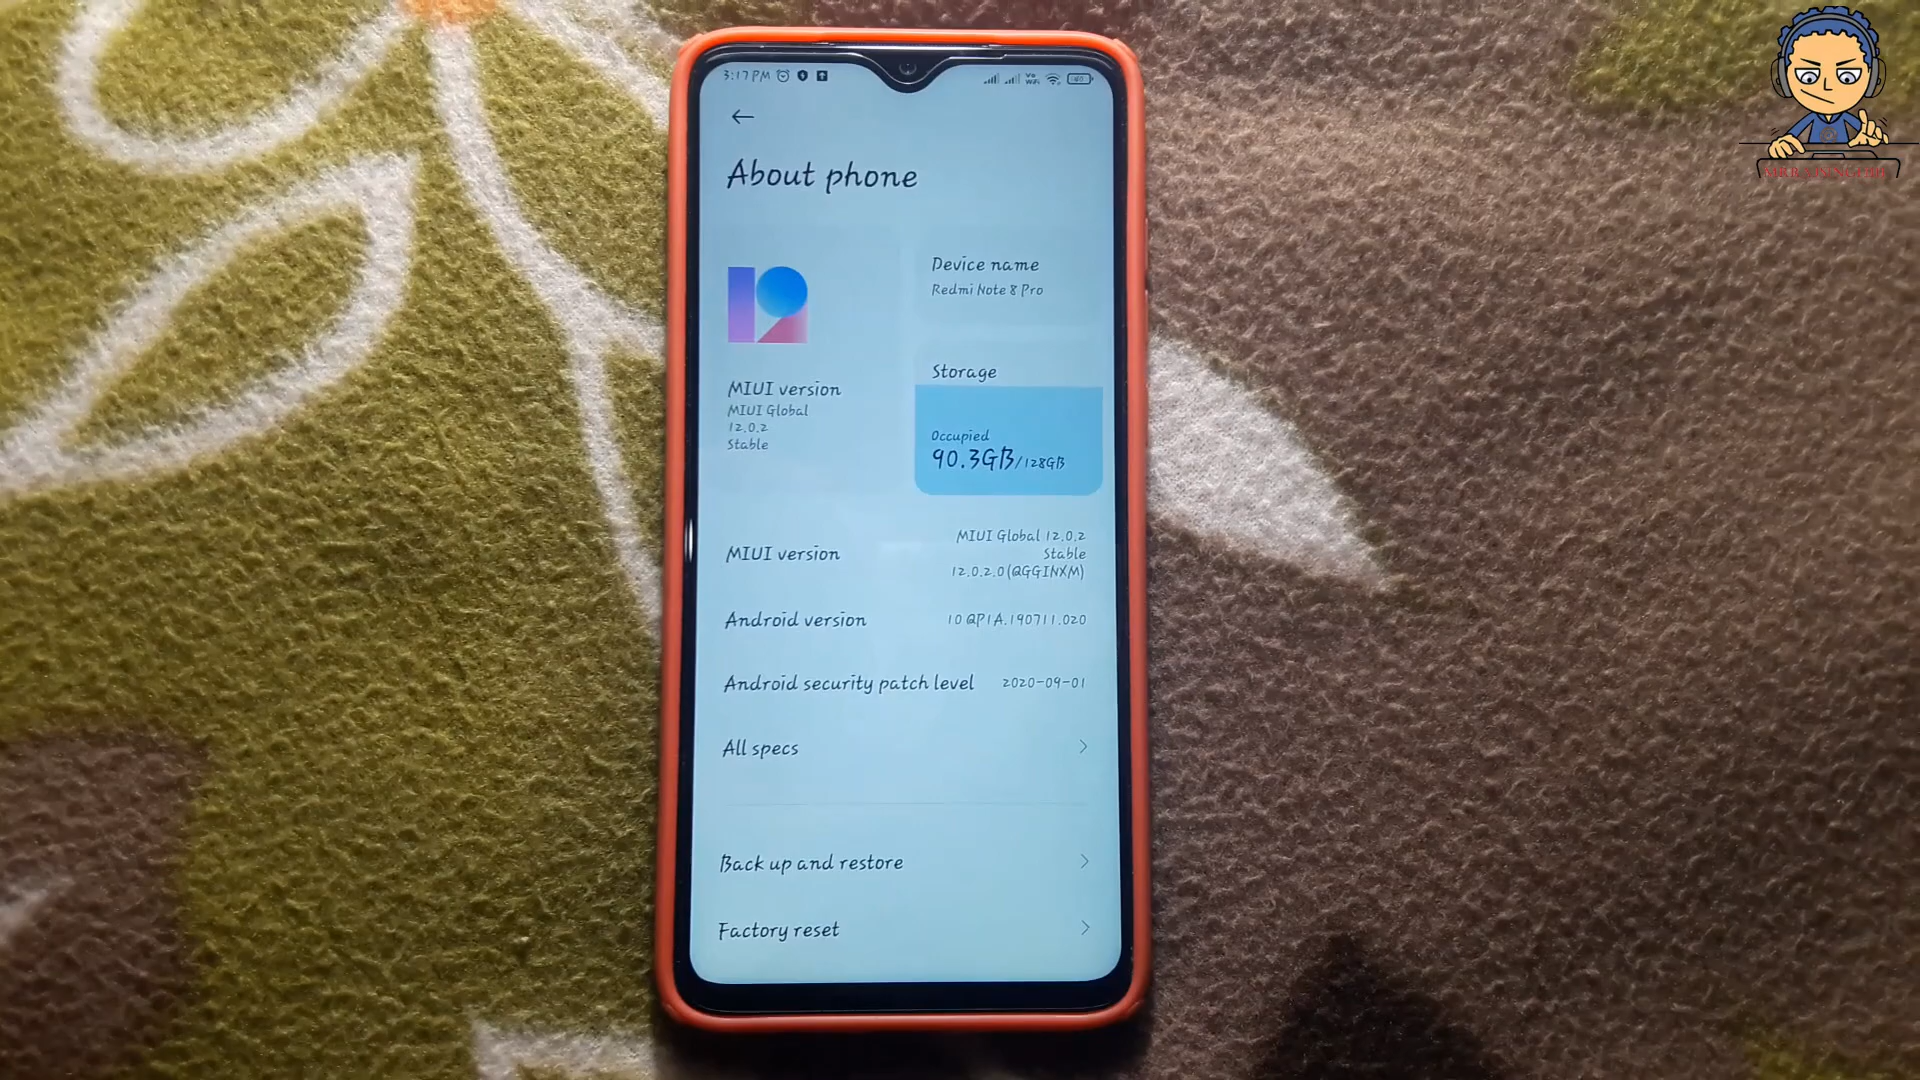 3:17 PM
Vo
WiFi
About phone
Device name
Redmi Note 8 Pro
MIUI version
MIUI Global
12.0.2
Stable
Storage
Occupied
90.3GB/128GB
MIUI version
MIUI Global 12.0.2
Stable
12.0.2.0(QGGINXM)
Android version
10 QP1A.190711.020
Android security patch level
2020-09-01
All specs
Back up and restore
Factory reset